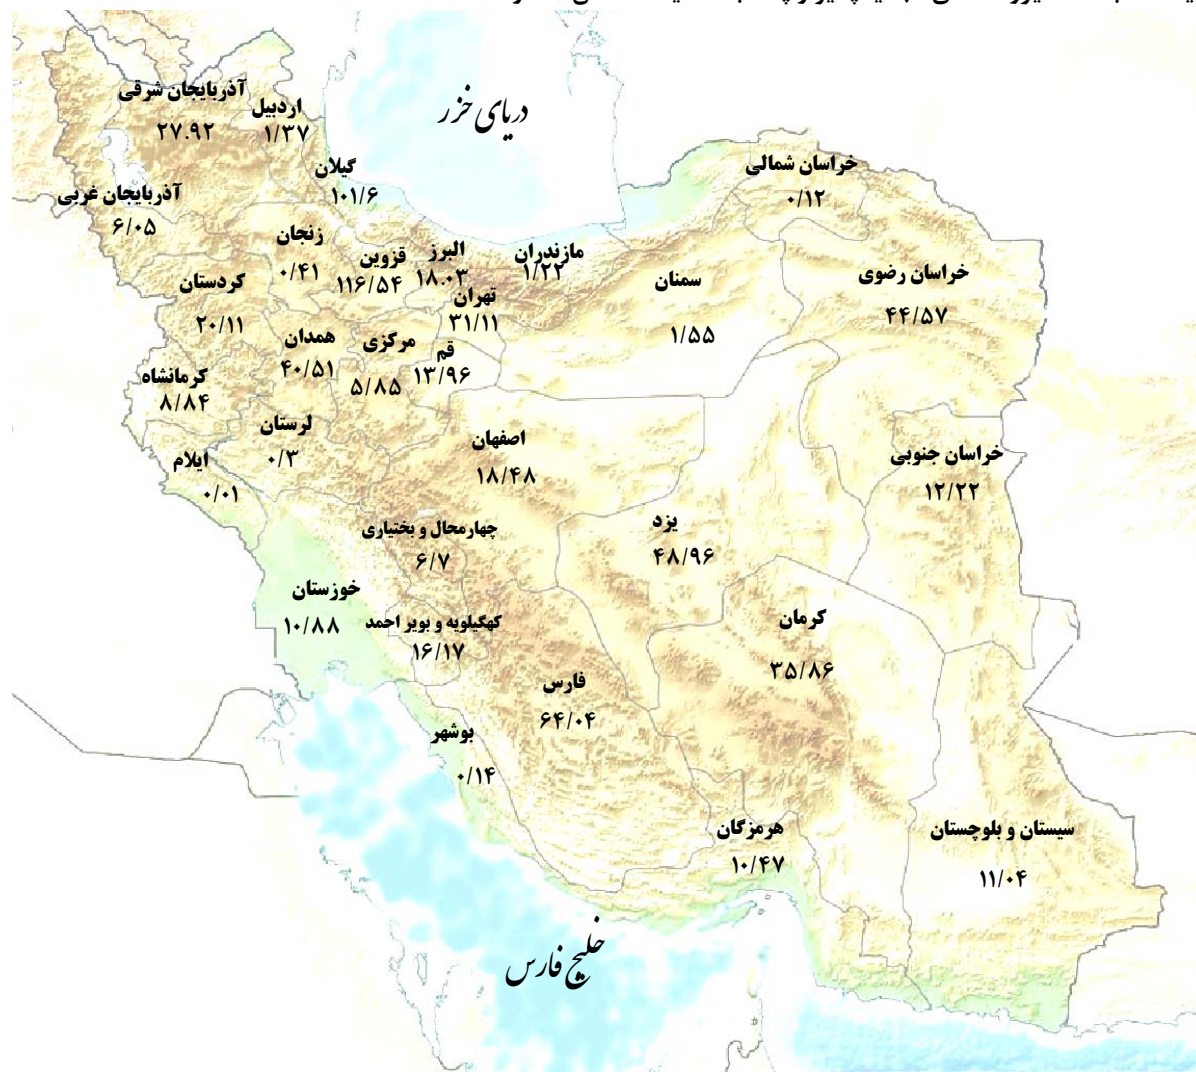 آذربایجان شرقی
۲۷.۹۲
اردبیل
۱/۳۷
دریای خزر
گیلان
۱۰۱/۶
خراسان شمالی
۰/۱۲
آذربایجان غربی
۶/۰۵
زنجان
۰/۴۱
قزوین
۱۱۶/۵۴
البرز
۱۸.۰۳
مازندران
۱/۲۲
تهران
۳۱/۱۱
سمنان
۱/۵۵
خراسان رضوی
۴۴/۵۷
کردستان
۲۰/۱۱
همدان
۴۰/۵۱
مرکزی
۵/۸۵
قم
۱۳/۹۶
کرمانشاه
۸/۸۴
لرستان
۰/۳
ایلام
۰/۰۱
اصفهان
۱۸/۴۸
خراسان جنوبی
۱۲/۲۲
چهارمحال و بختیاری
۶/۷
یزد
۴۸/۹۶
خوزستان
۱۰/۸۸
کهگیلویه و بویر احمد
۱۶/۱۷
کرمان
۳۵/۸۶
فارس
۶۴/۰۴
بوشهر
۰/۱۴
هرمزگان
۱۰/۴۷
سیستان و بلوچستان
۱۱/۰۴
خلیج فارس